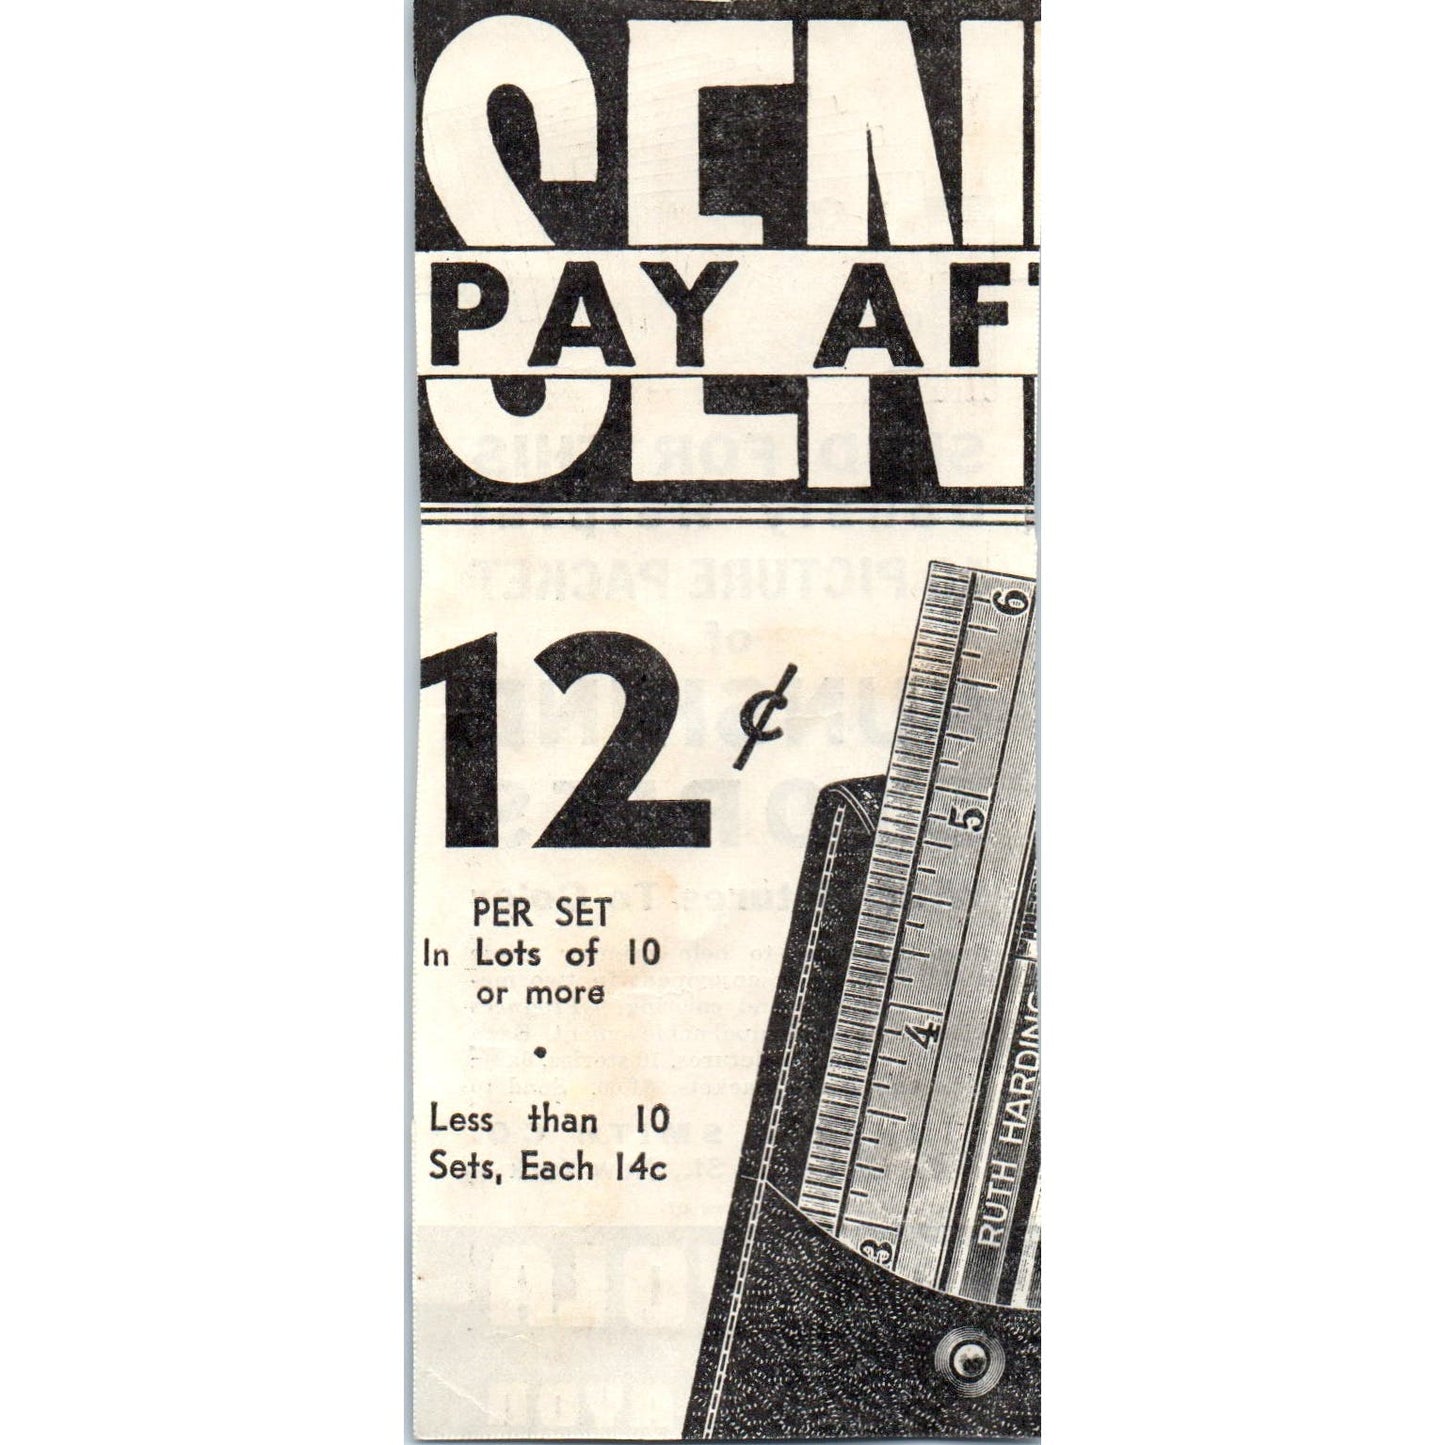 SEN
PAY AFT
12¢
PER SET
In Lots of 10
or more
•
Less than 10
Sets, Each 14c
6
5
4
3
RUTH HARDING